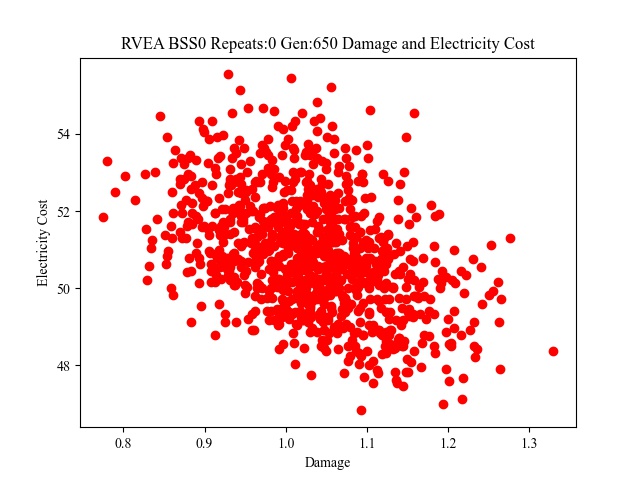 RVEA BSS0 Repeats:0 Gen:650 Damage and Electricity Cost
Electricity Cost
54
52
50
48
0.8 0.9 1.0 1.1 1.2 1.3
Damage